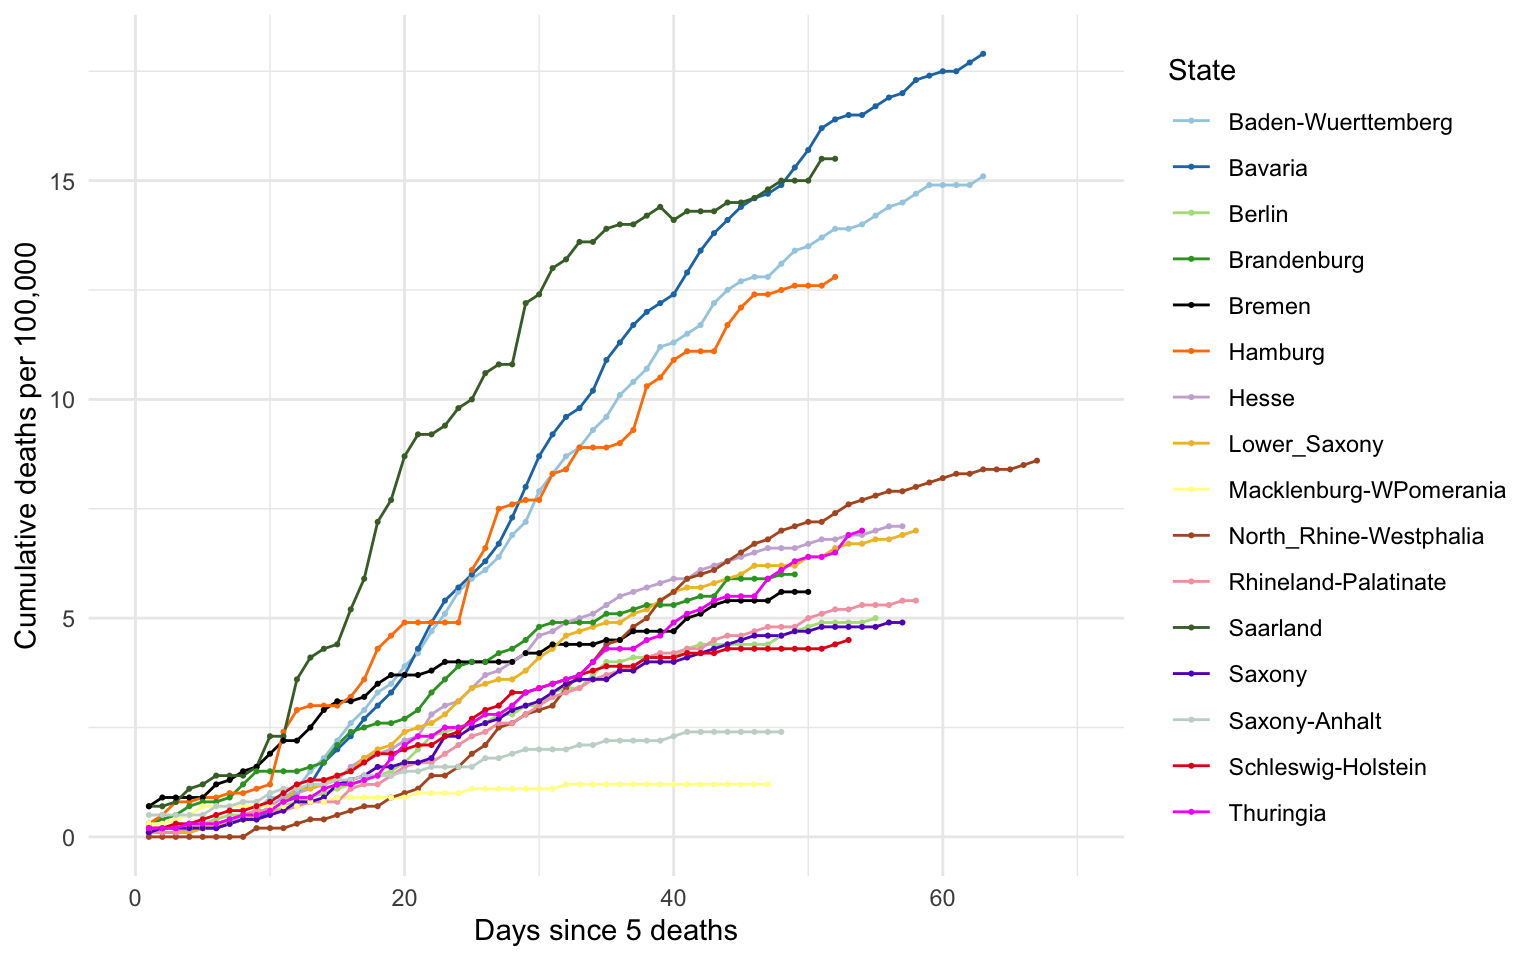 State
Baden-Wuerttemberg
Bavaria
Berlin
Brandenburg
Bremen
Hamburg
Hesse
Lower_Saxony
Macklenburg-WPomerania
North_Rhine-Westphalia
Rhineland-Palatinate
Saarland
Saxony
Saxony-Anhalt
Schleswig-Holstein
Thuringia
Cumulative deaths per 100,000
15
10
5
0
0 20 40 60
Days since 5 deaths